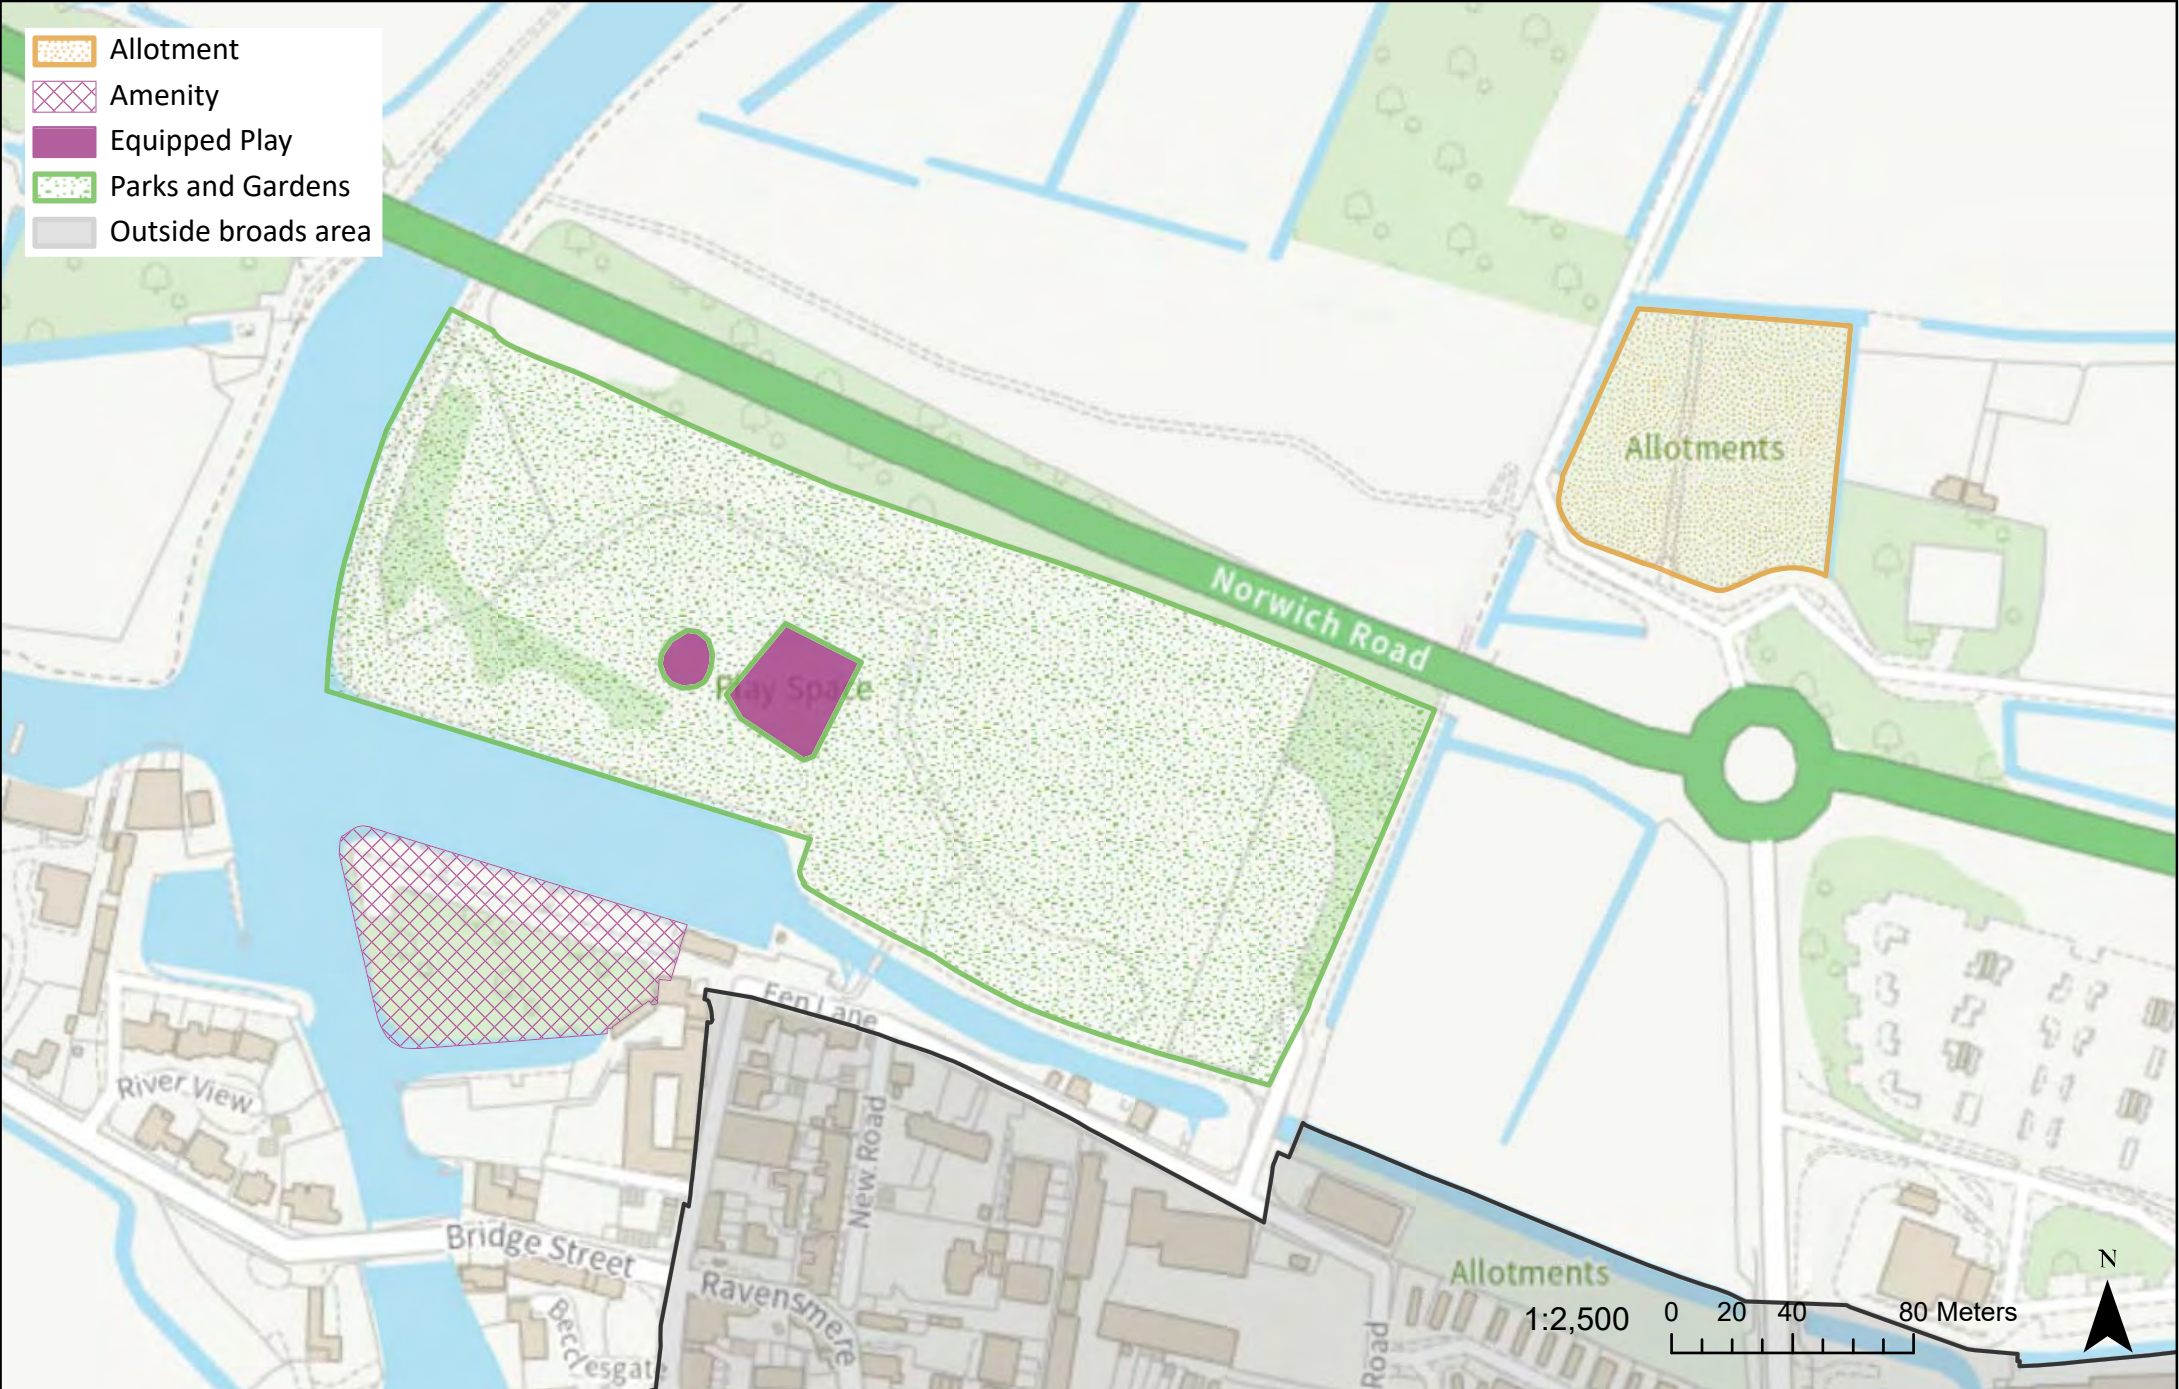 Allotment
Amenity
Equipped Play
Parks and Gardens
Outside broads area
Allotments
Norwich Road
Play Space
Fen Lane
River View
New Road
Bridge Street
Ravensmere
Becclesgate
Allotments
Road
1:2,500
0 20 40 80 Meters
N